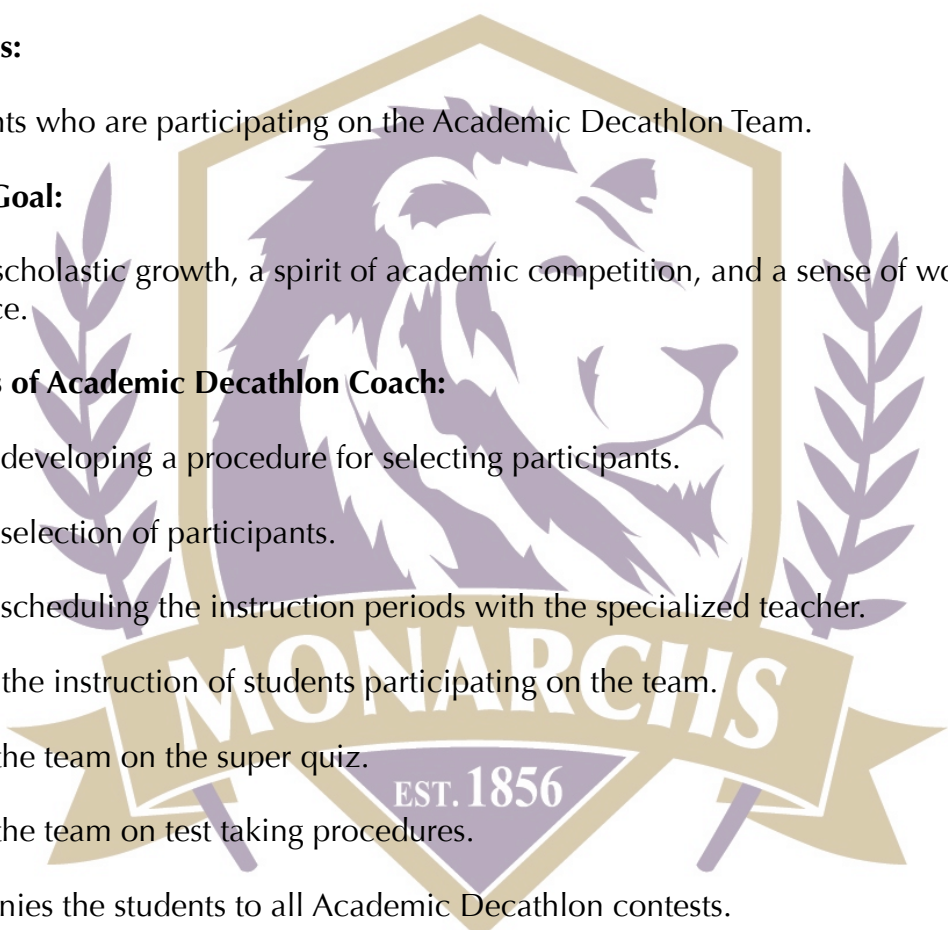 s:
nts who are participating on the Academic Decathlon Team.
Goal:
scholastic growth, a spirit of academic competition, and a sense of wo
ce.
s of Academic Decathlon Coach:
developing a procedure for selecting participants.
selection of participants.
scheduling the instruction periods with the specialized teacher.
the instruction of students participating on the team.
MONARCHS
the team on the super quiz.
EST. 1856
the team on test taking procedures.
nies the students to all Academic Decathlon contests.